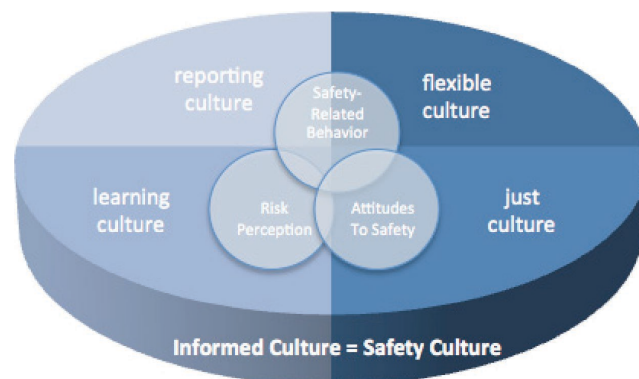 reporting
culture
flexible
culture
Safety-
Related
Behavior
learning
culture
Risk
Perception
Attitudes
To Safety
just
culture
Informed Culture = Safety Culture